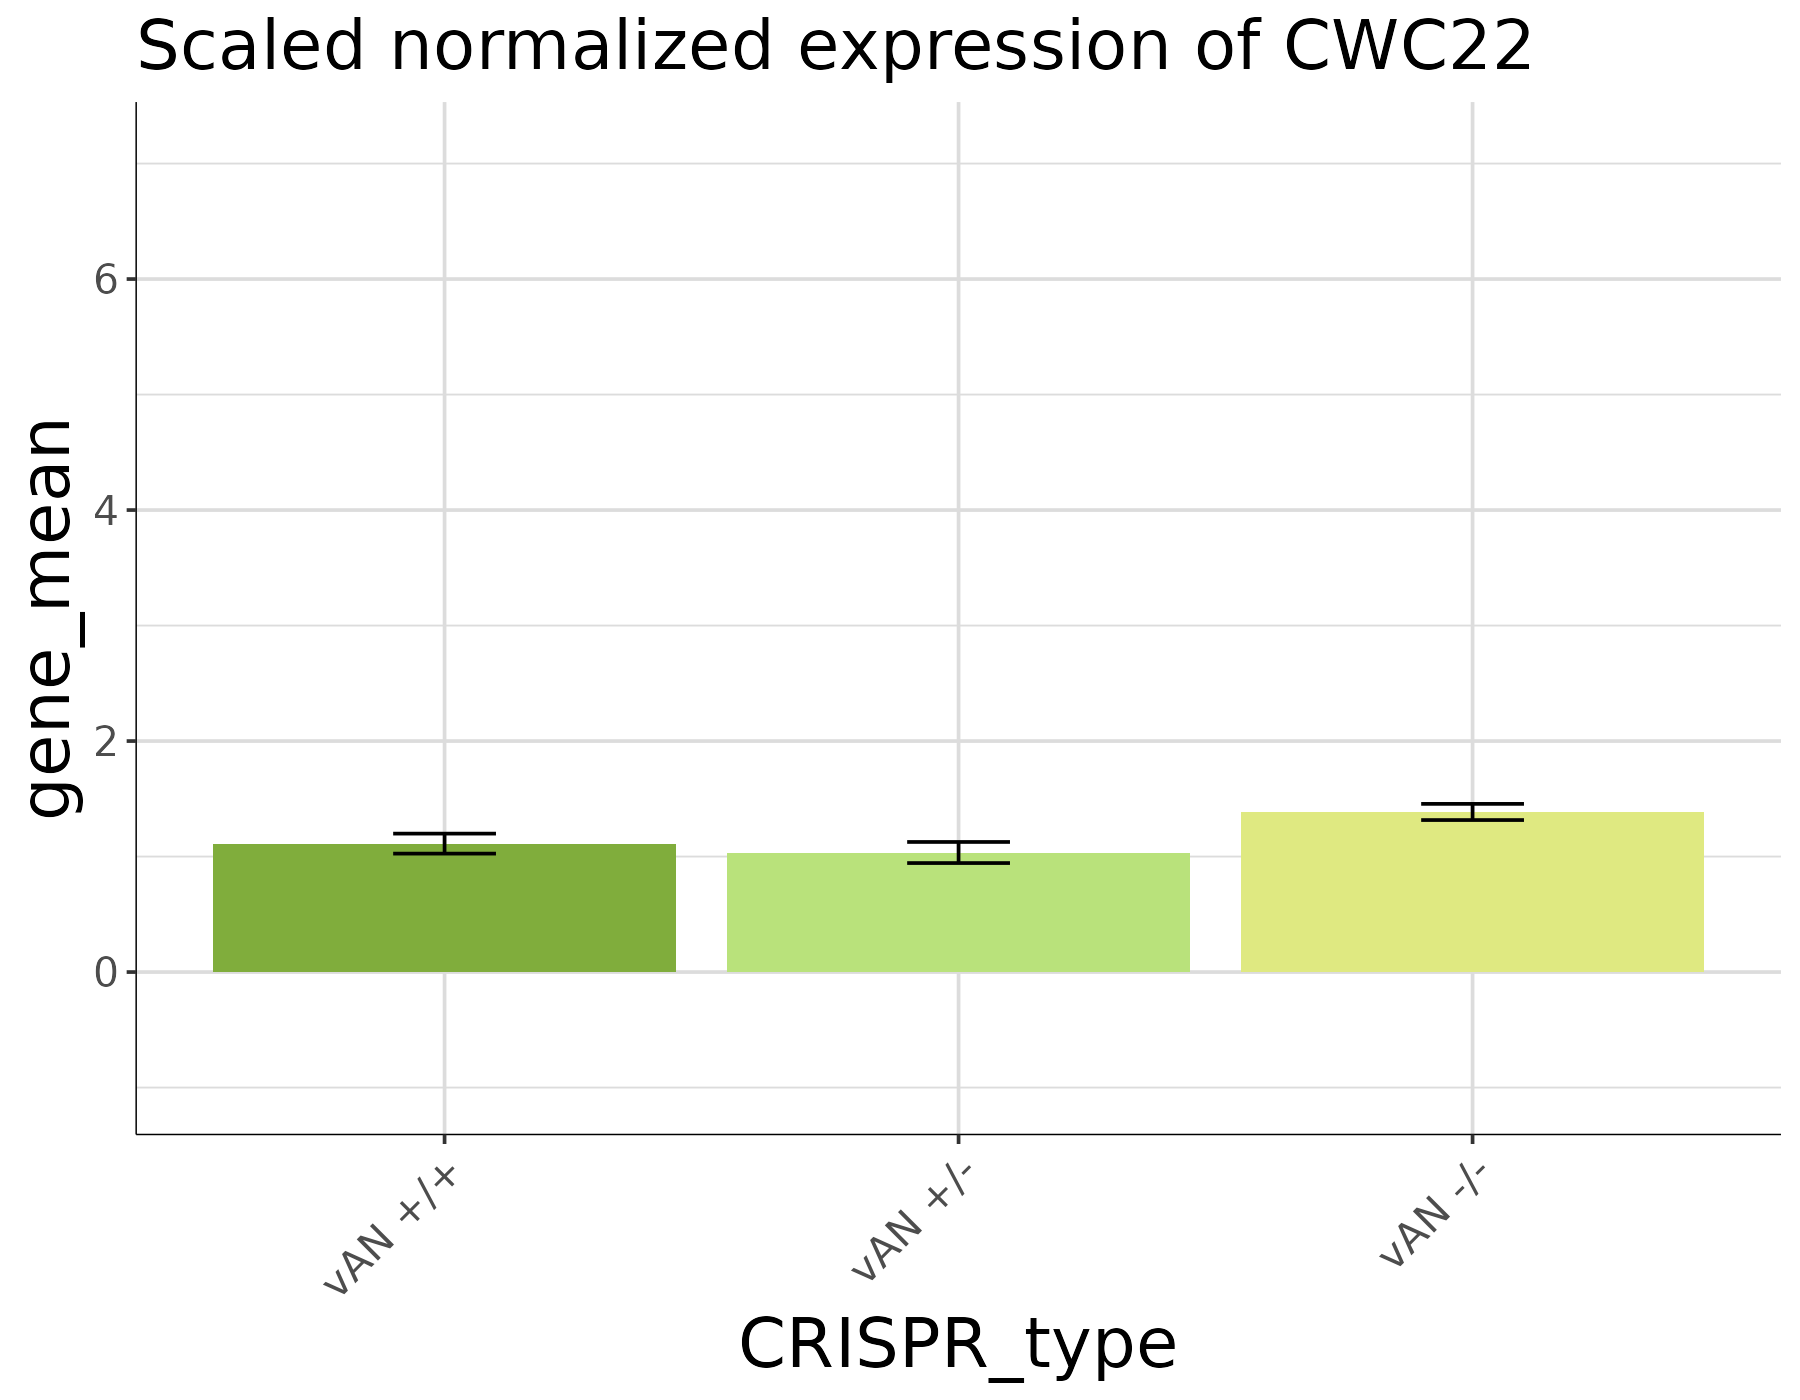 Scaled normalized expression of CWC22
gene_mean
6
4
2
0
vAN +/+
vAN +/-
vAN -/-
CRISPR_type